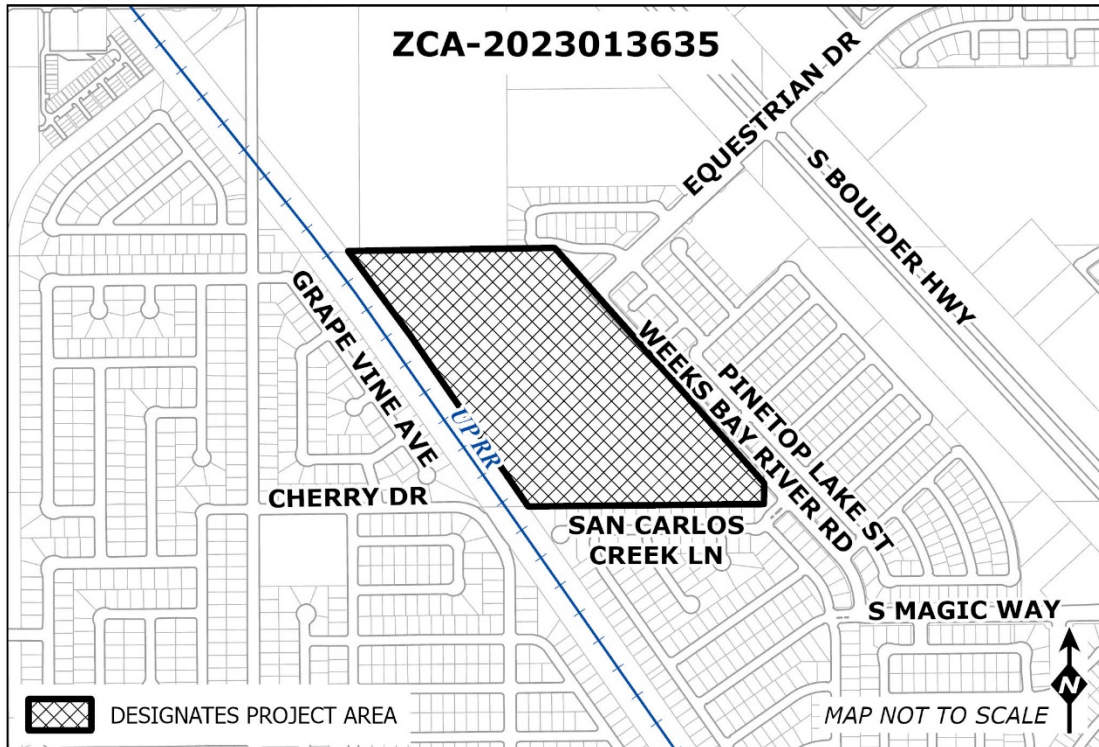 ZCA-2023013635
EQUESTRIAN DR
S BOULDER HWY
GRAPE VINE AVE
UPRR
WEEKS BAY RIVER RD
PINETOP LAKE ST
CHERRY DR
SAN CARLOS
CREEK LN
S MAGIC WAY
DESIGNATES PROJECT AREA
MAP NOT TO SCALE
N